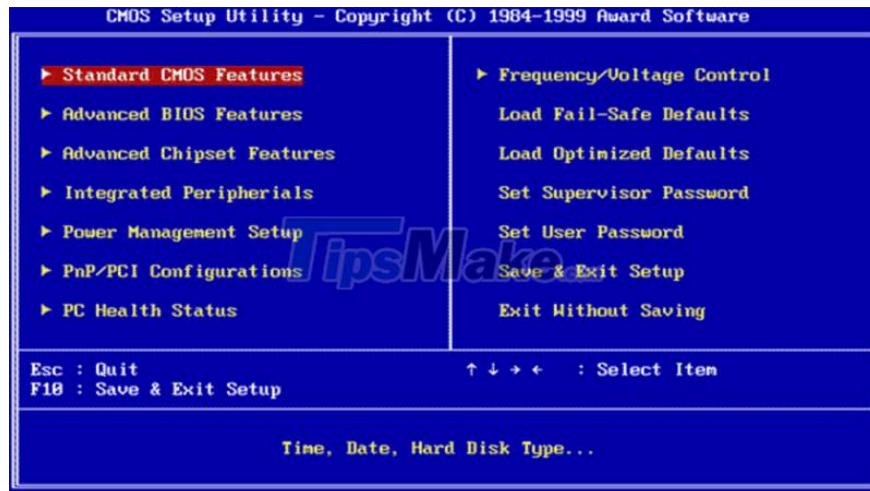 CMOS Setup Utility - Copyright (C) 1984-1999 Award Software
► Standard CMOS Features
► Advanced BIOS Features
► Advanced Chipset Features
► Integrated Peripherials
► Power Management Setup
► PnP/PCI Configurations
► PC Health Status
► Frequency/Voltage Control
Load Fail-Safe Defaults
Load Optimized Defaults
Set Supervisor Password
Set User Password
Save & Exit Setup
Exit Without Saving
Esc : Quit
F10 : Save & Exit Setup
↑ ↓ → ← : Select Item
Time, Date, Hard Disk Type...
TipsMake